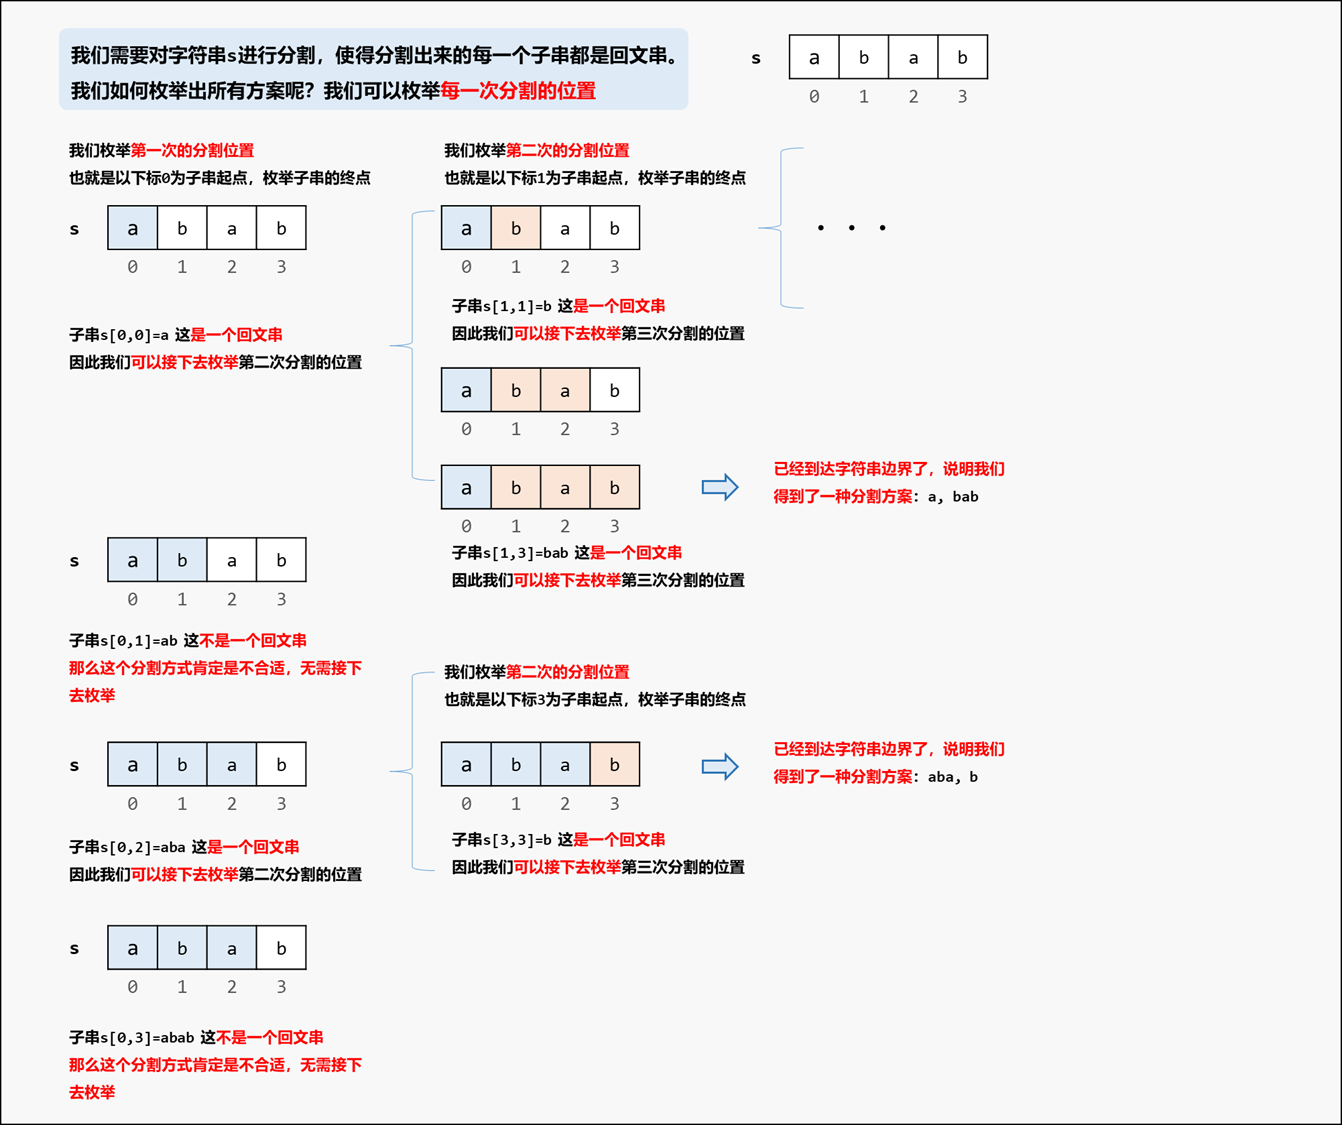 我们需要对字符串s进行分割，使得分割出来的每一个子串都是回文串。
我们如何枚举出所有方案呢？我们可以枚举每一次分割的位置
s a b a b
0 1 2 3
我们枚举第一次的分割位置
也就是以下标0为子串起点，枚举子串的终点
s a b a b
0 1 2 3
子串s[0,0]=a 这是一个回文串
因此我们可以接下去枚举第二次分割的位置
我们枚举第二次的分割位置
也就是以下标1为子串起点，枚举子串的终点
a b a b
0 1 2 3
子串s[1,1]=b 这是一个回文串
因此我们可以接下去枚举第三次分割的位置
• • •
a b a b
0 1 2 3
a b a b
0 1 2 3
子串s[1,3]=bab 这是一个回文串
因此我们可以接下去枚举第三次分割的位置
已经到达字符串边界了，说明我们
得到了一种分割方案：a, bab
s a b a b
0 1 2 3
子串s[0,1]=ab 这不是一个回文串
那么这个分割方式肯定是不合适，无需接下
去枚举
s a b a b
0 1 2 3
子串s[0,2]=aba 这是一个回文串
因此我们可以接下去枚举第二次分割的位置
我们枚举第二次的分割位置
也就是以下标3为子串起点，枚举子串的终点
a b a b
0 1 2 3
子串s[3,3]=b 这是一个回文串
因此我们可以接下去枚举第三次分割的位置
已经到达字符串边界了，说明我们
得到了一种分割方案：aba, b
s a b a b
0 1 2 3
子串s[0,3]=abab 这不是一个回文串
那么这个分割方式肯定是不合适，无需接下
去枚举